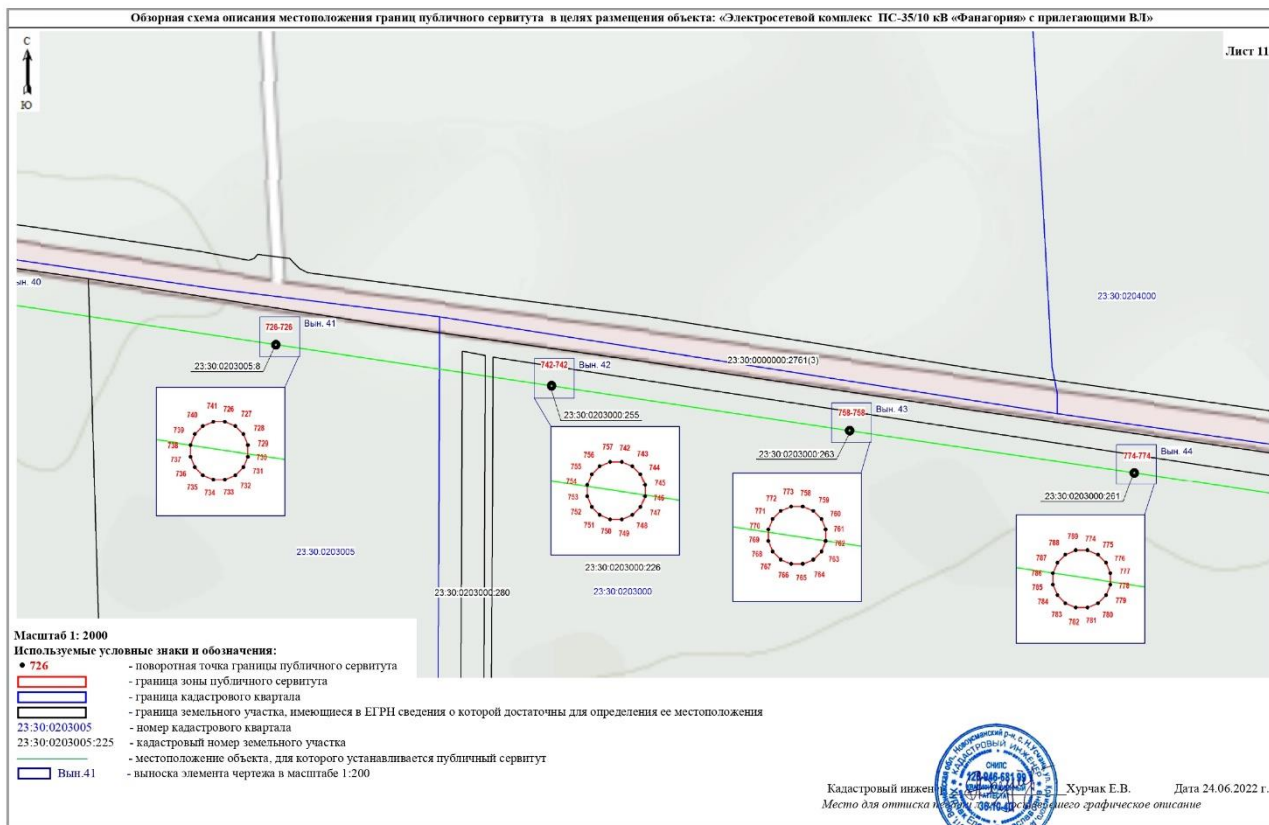 Обзорная схема описания местоположения границ публичного сервитута в целях размещения объекта: «Электросетевой комплекс ПС-35/10 кВ «Фанагория» с прилегающими ВЛ»
С
Ю
Лист 11
ын. 40
23:30:0204000
726-726
Вын. 41
23:30:0203005:8
23:30:0000000:2761(3)
742-742
Вын. 42
23:30:0203000:255
758-758
Вын. 43
23:30:0203000:263
774-774
Вын. 44
23:30:0203000:261
741 726 727 728 729 730 731 732 733 734 735 736 737 738 739 740
757 742 743 744 745 746 747 748 749 750 751 752 753 754 755 756
773 758 759 760 761 762 763 764 765 766 767 768 769 770 771 772
789 774 775 776 777 778 779 780 781 782 783 784 785 786 787 788
23:30:0203005
23:30:0203000:226
23:30:0203000:280
23:30:0203000
Масштаб 1: 2000
Используемые условные знаки и обозначения:
726 - поворотная точка границы публичного сервитута
- граница зоны публичного сервитута
- граница кадастрового квартала
- граница земельного участка, имеющиеся в ЕГРН сведения о которой достаточны для определения ее местоположения
23:30:0203005 - номер кадастрового квартала
23:30:0203005:225 - кадастровый номер земельного участка
- местоположение объекта, для которого устанавливается публичный сервитут
Вын.41 - выноска элемента чертежа в масштабе 1:200
Кадастровый инжен Хурчак Е.В. Дата 24.06.2022 г.
Место для оттиска графическое описание
КАДАСТРОВЫЙ ИНЖЕНЕР
СНИЛС